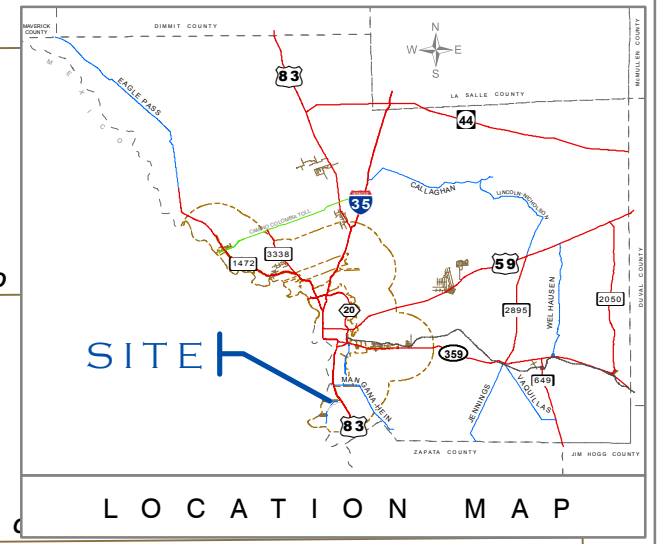 MAVERICK
COUNTY
DIMMIT COUNTY
MCMULLEN COUNTY
N
W E
S
MEXICO
EAGLE PASS
83
LA SALLE COUNTY
44
CALLAGHAN
LINCOLN-NICHOLSON
35
CAMINO COLOMBIA TOLL
3338
1472
59
DUVAL COUNTY
2050
2895
WELHAUSEN
20
SITE
359
649
MANGANA-HEIN
JENNINGS
VAQUILLAS
83
ZAPATA COUNTY
JIM HOGG COUNTY
LOCATION MAP